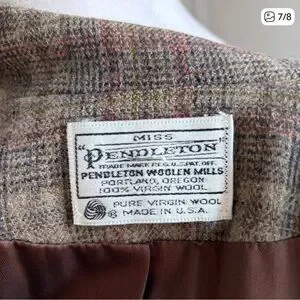 7/8
MISS
"PENDLETON"
TRADE MARK REG. U.S. PAT. OFF.
PENDLETON WOOLEN MILLS
PORTLAND, OREGON
100% VIRGIN WOOL
PURE VIRGIN WOOL
® MADE IN U.S.A.